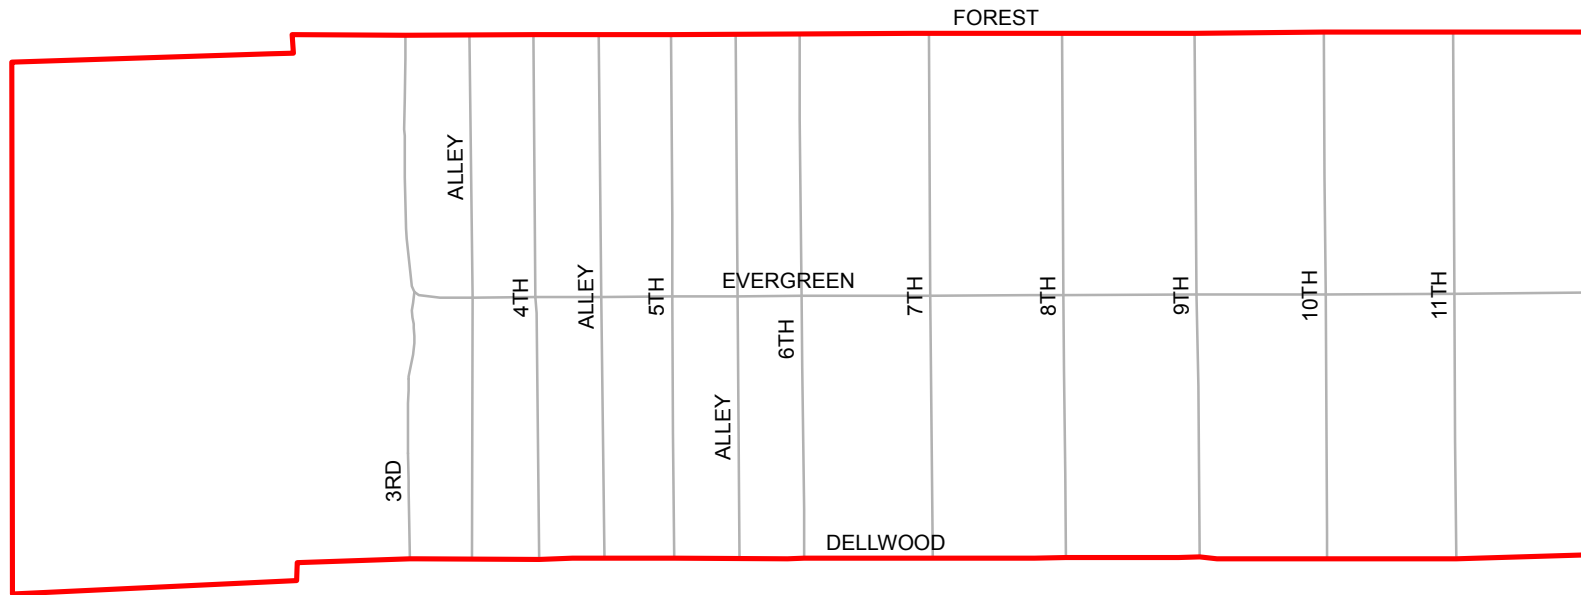 FOREST
ALLEY
EVERGREEN
4TH
ALLEY
5TH
7TH
8TH
9TH
10TH
11TH
6TH
ALLEY
3RD
DELLWOOD